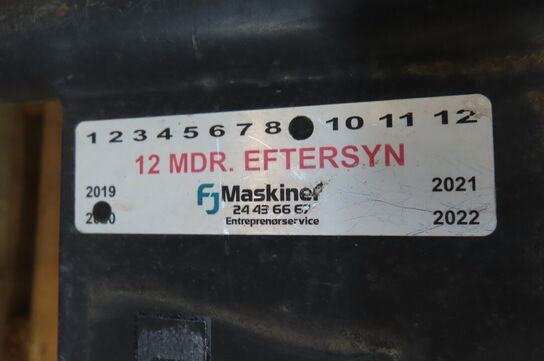 1 2 3 4 5 6 7 8 10 11 12
12 MDR. EFTERSYN
2019 FJ Maskiner 2021
24 43 66 67
Entreprenørservice
2022